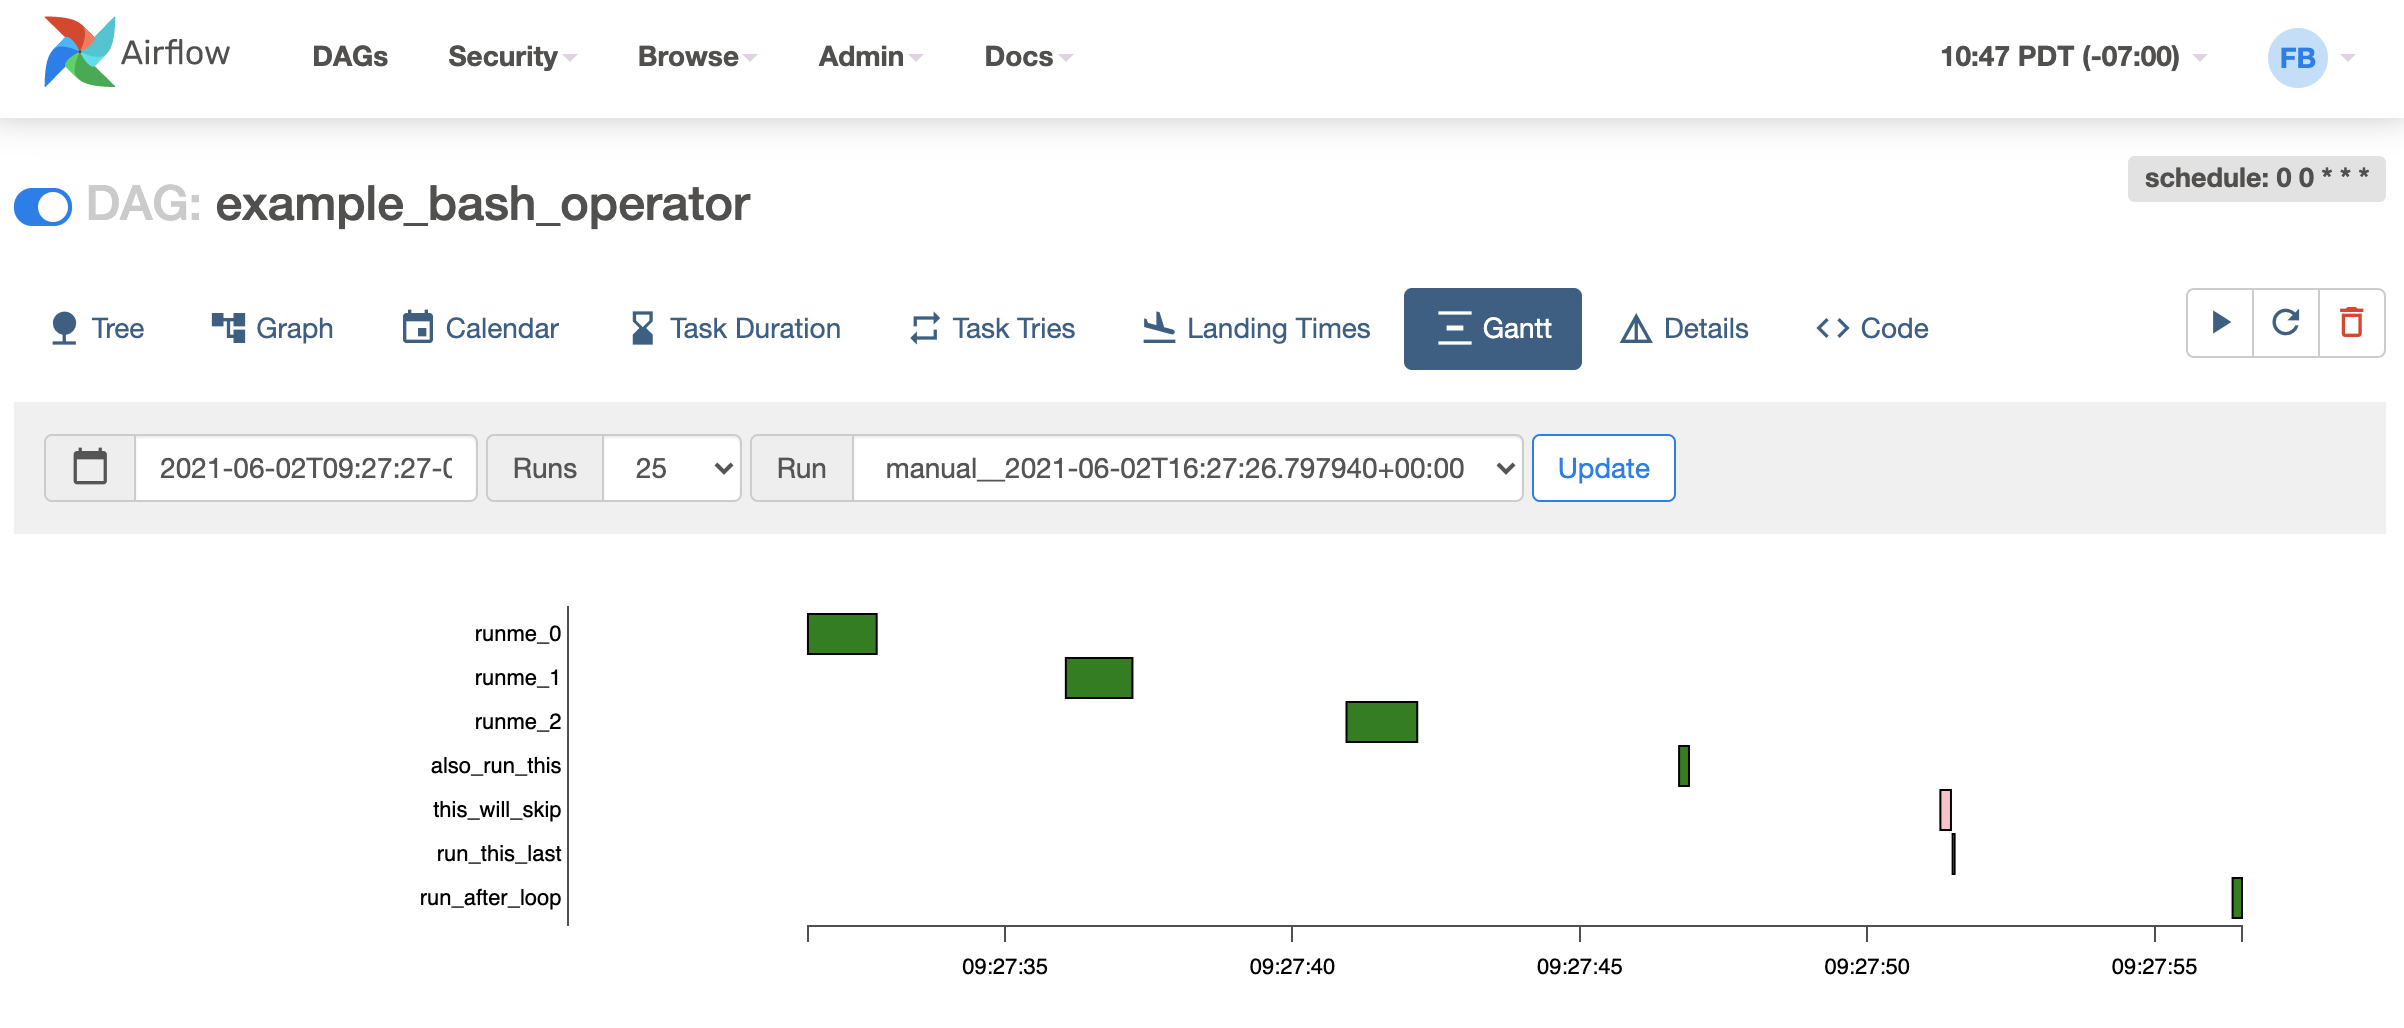 Airflow DAGs Security Browse Admin Docs 10:47 PDT (-07:00) FB
schedule: 0 0 * * *
DAG: example_bash_operator
Tree Graph Calendar Task Duration Task Tries Landing Times Gantt Details Code
2021-06-02T09:27:27-0 Runs 25 Run manual__2021-06-02T16:27:26.797940+00:00 Update
runme_0
runme_1
runme_2
also_run_this
this_will_skip
run_this_last
run_after_loop
09:27:35 09:27:40 09:27:45 09:27:50 09:27:55